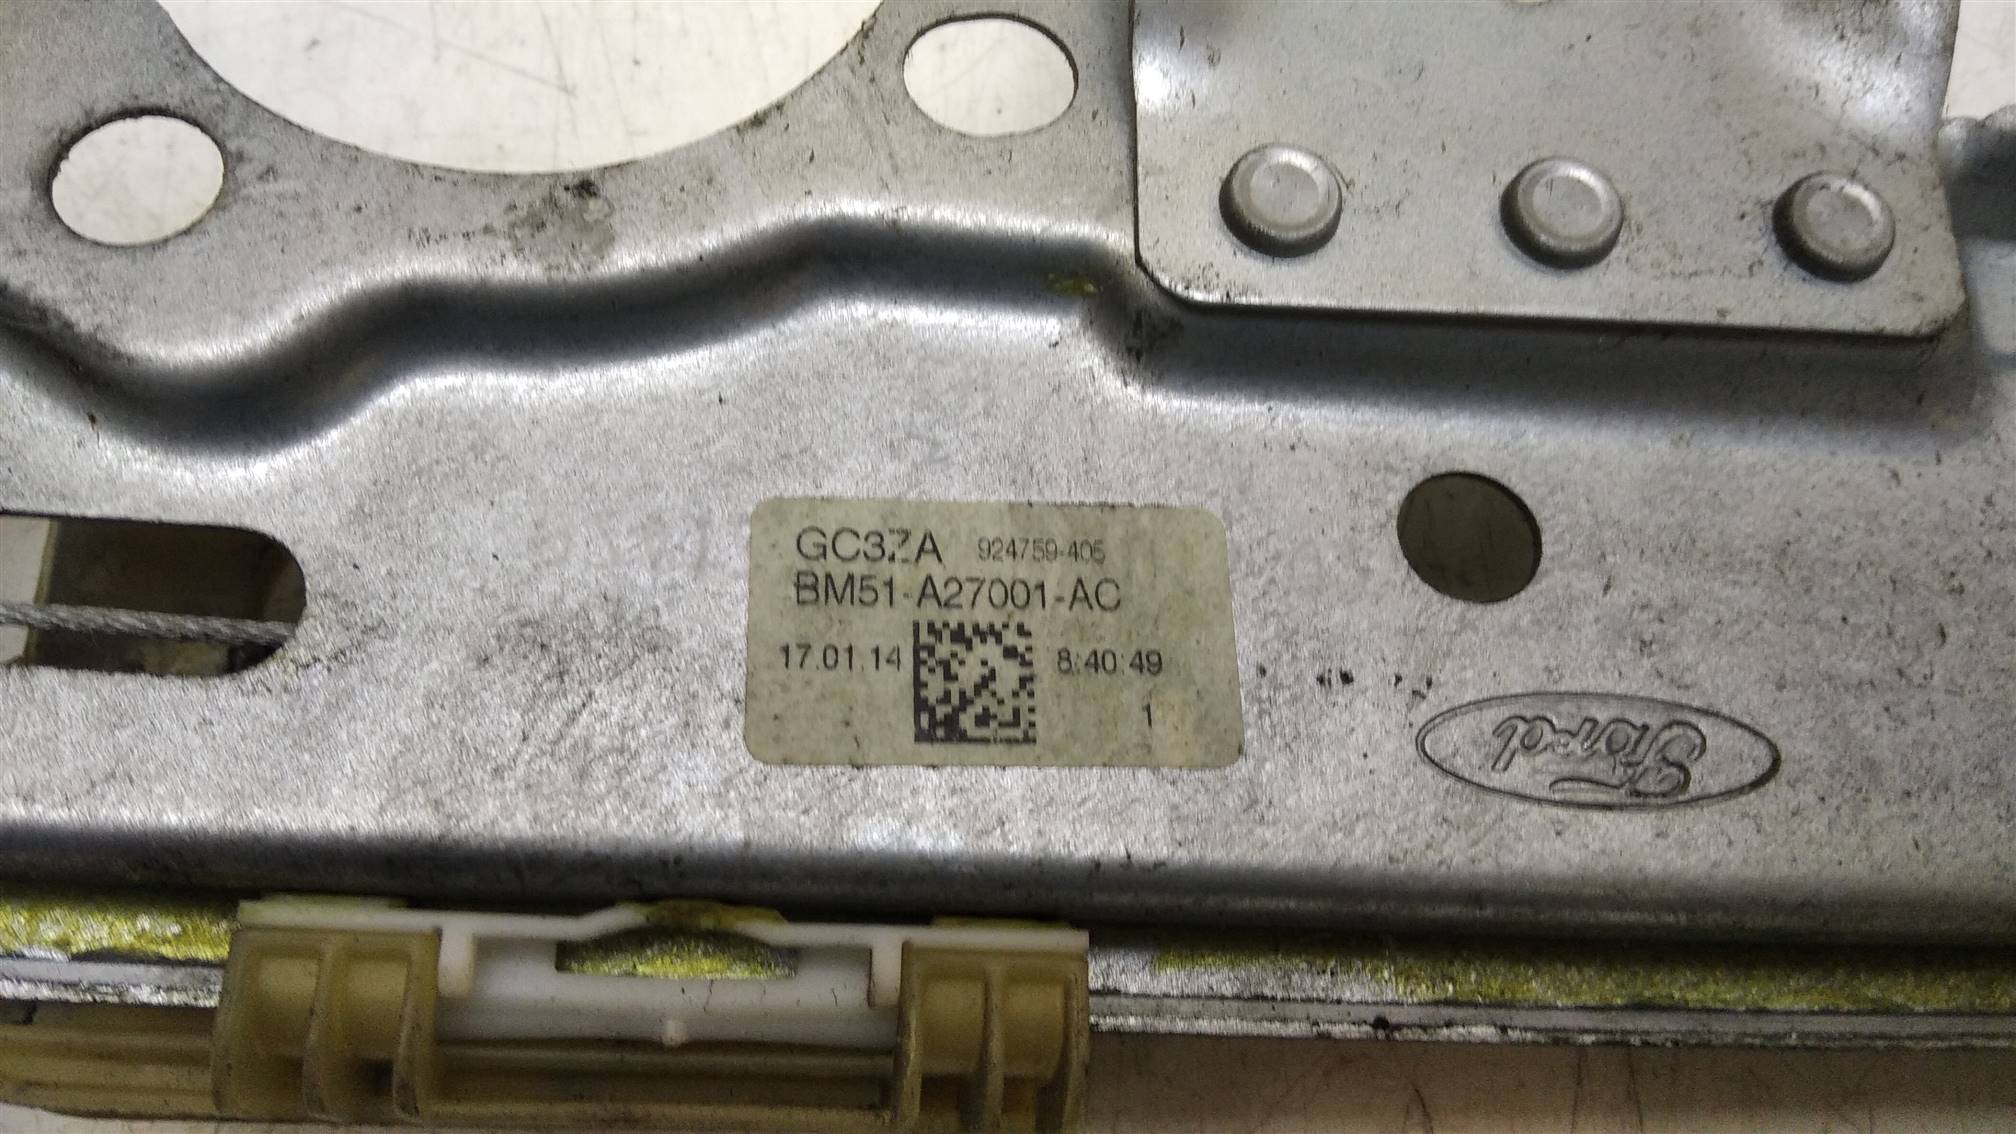 GC3ZA 924759-405
BM51-A27001-AC
17.01.14 8:40:49
1
Ford